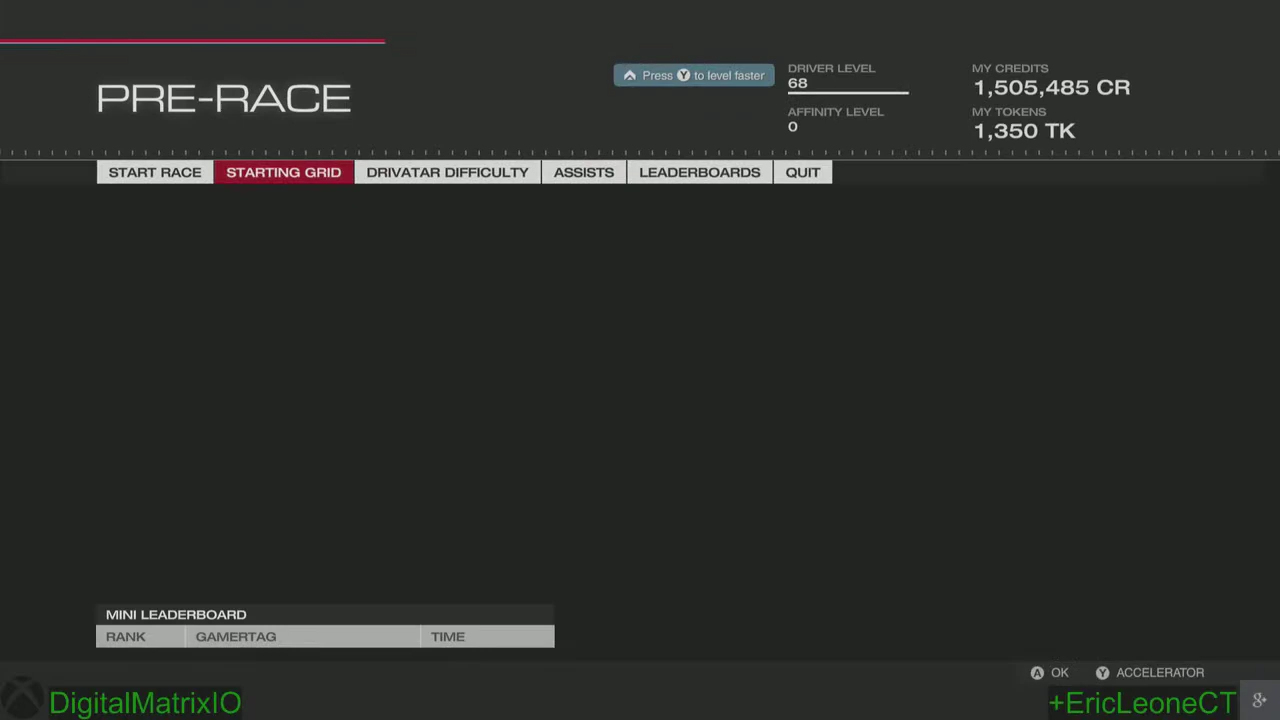 PRE-RACE
Press Y to level faster
DRIVER LEVEL
68
AFFINITY LEVEL
0
MY CREDITS
1,505,485 CR
MY TOKENS
1,350 TK
START RACE STARTING GRID DRIVATAR DIFFICULTY ASSISTS LEADERBOARDS QUIT
MINI LEADERBOARD
RANK GAMERTAG TIME
A OK Y ACCELERATOR
DigitalMatrixIO
+EricLeoneCT g+